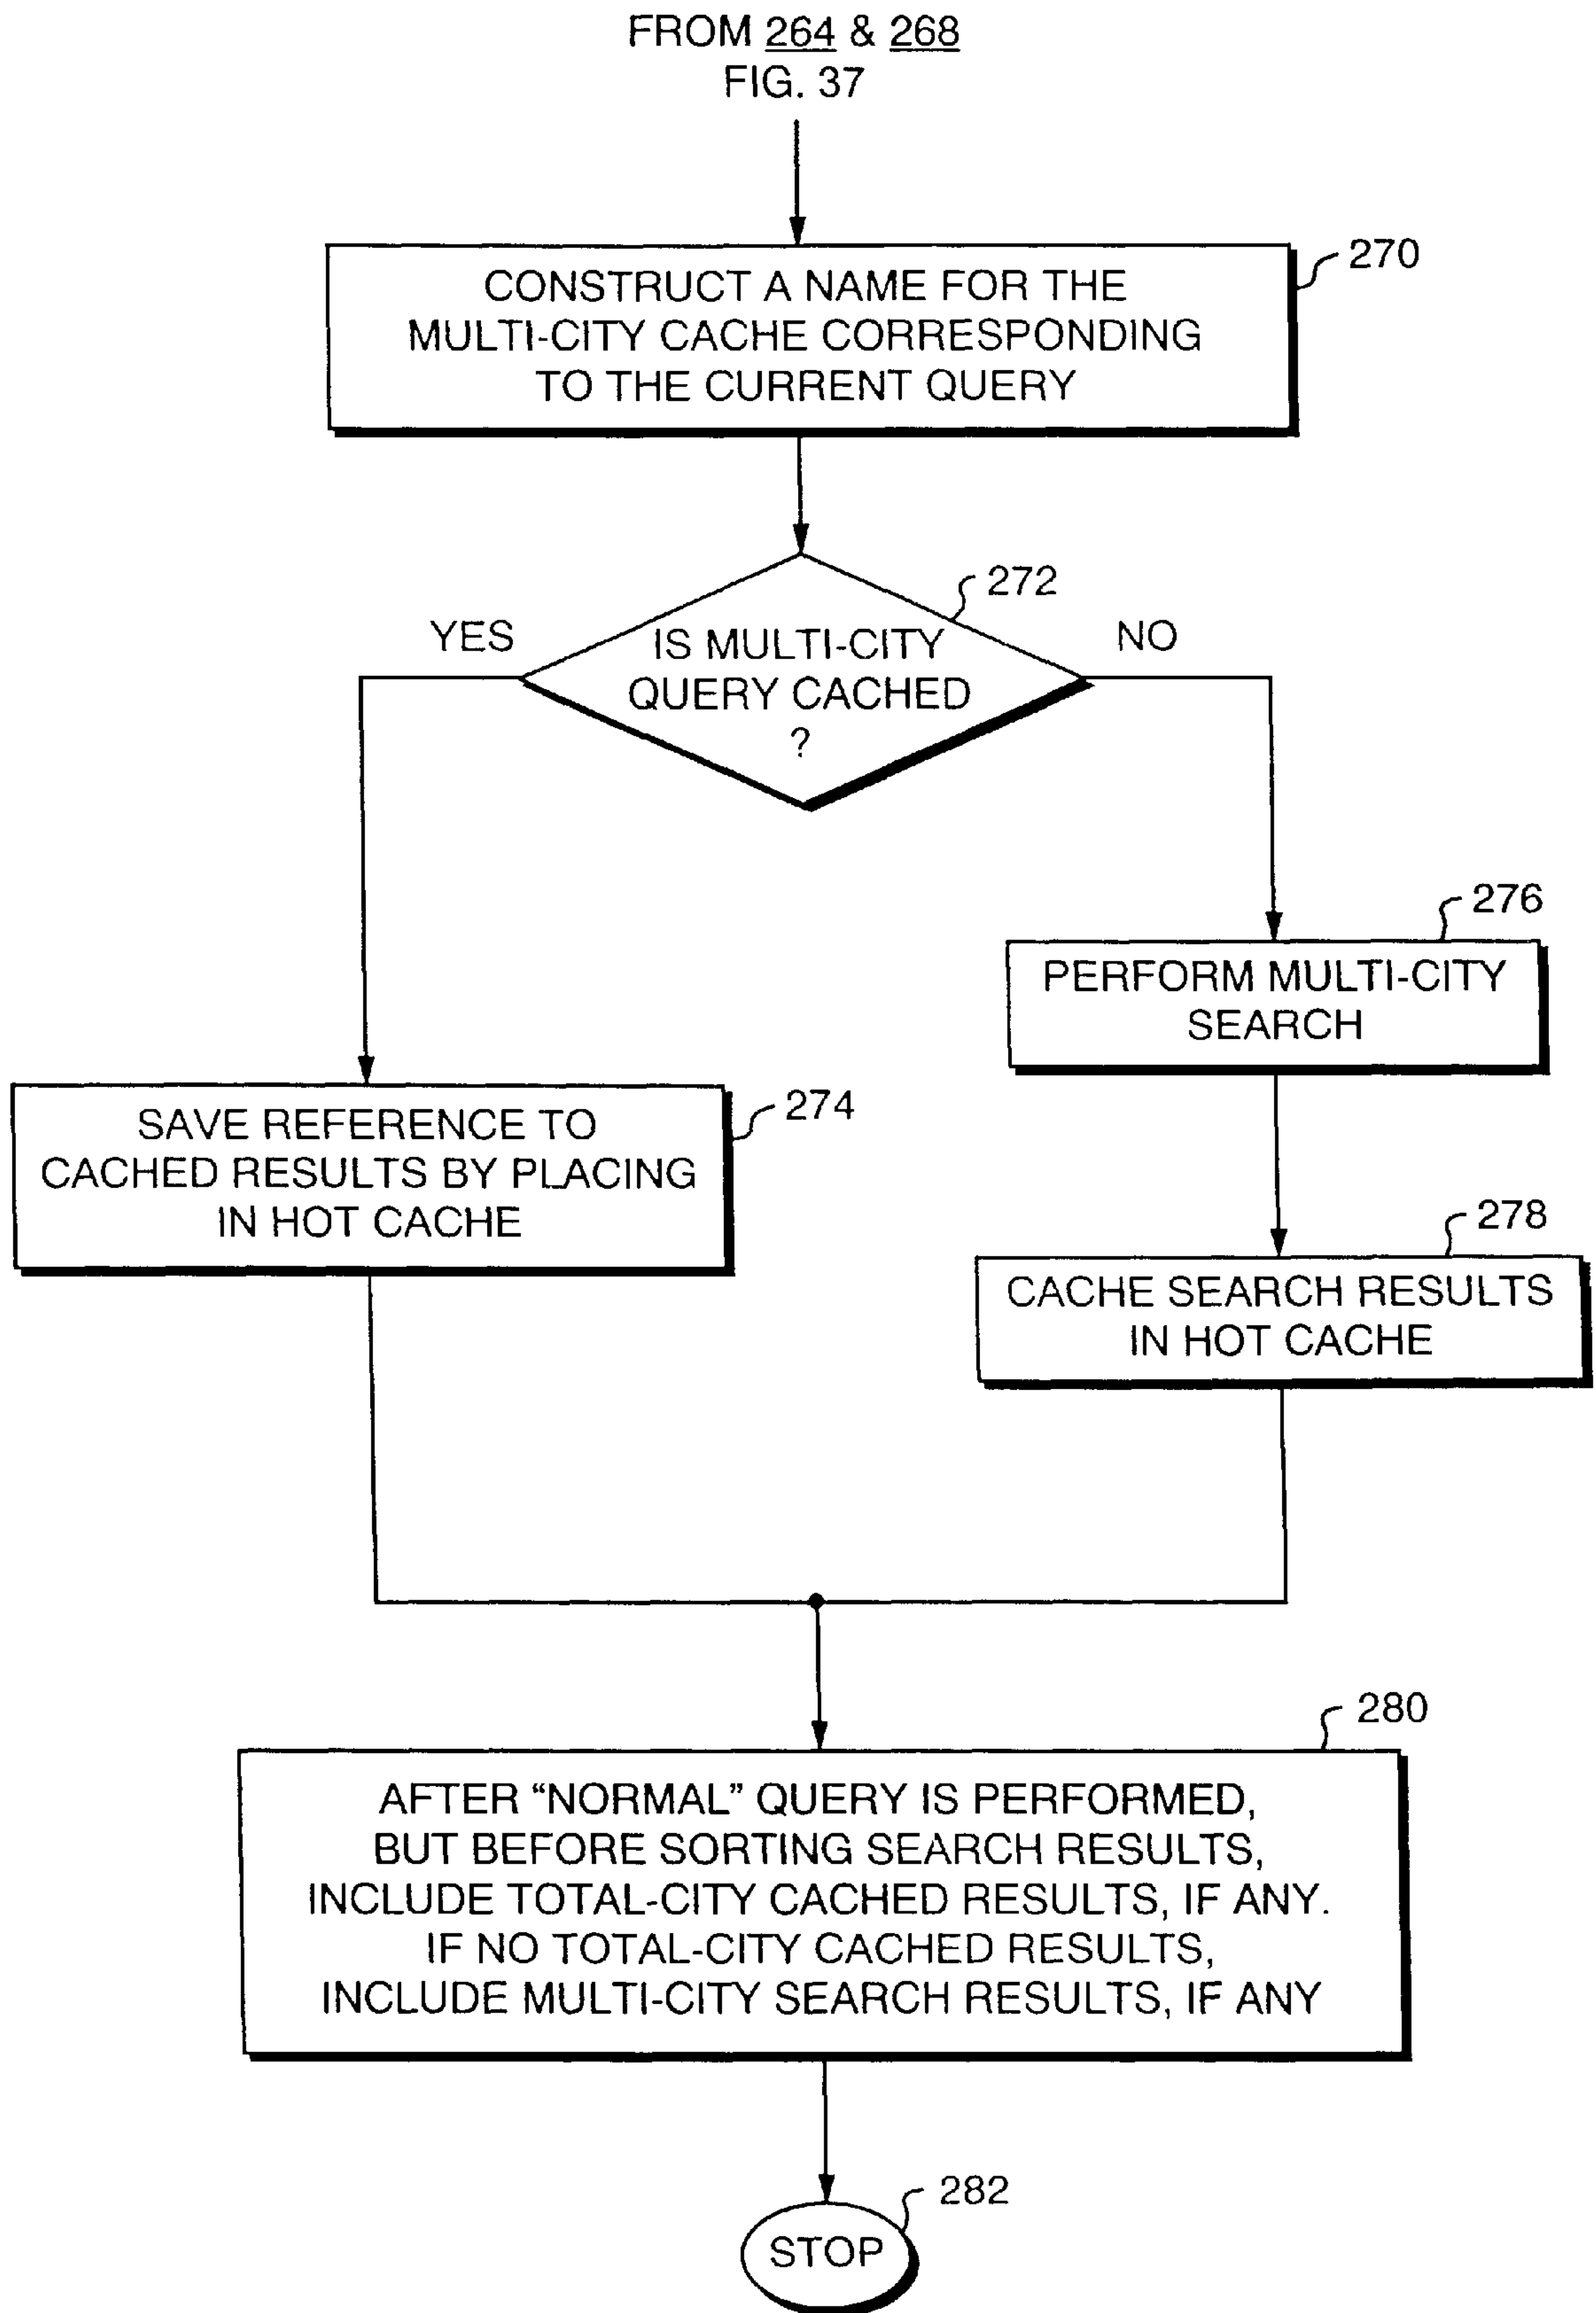 FROM 264 & 268
FIG. 37
270
CONSTRUCT A NAME FOR THE
MULTI-CITY CACHE CORRESPONDING
TO THE CURRENT QUERY
272
YES
NO
IS MULTI-CITY
QUERY CACHED
?
276
PERFORM MULTI-CITY
SEARCH
274
SAVE REFERENCE TO
CACHED RESULTS BY PLACING
IN HOT CACHE
278
CACHE SEARCH RESULTS
IN HOT CACHE
280
AFTER “NORMAL” QUERY IS PERFORMED,
BUT BEFORE SORTING SEARCH RESULTS,
INCLUDE TOTAL-CITY CACHED RESULTS, IF ANY.
IF NO TOTAL-CITY CACHED RESULTS,
INCLUDE MULTI-CITY SEARCH RESULTS, IF ANY
282
STOP